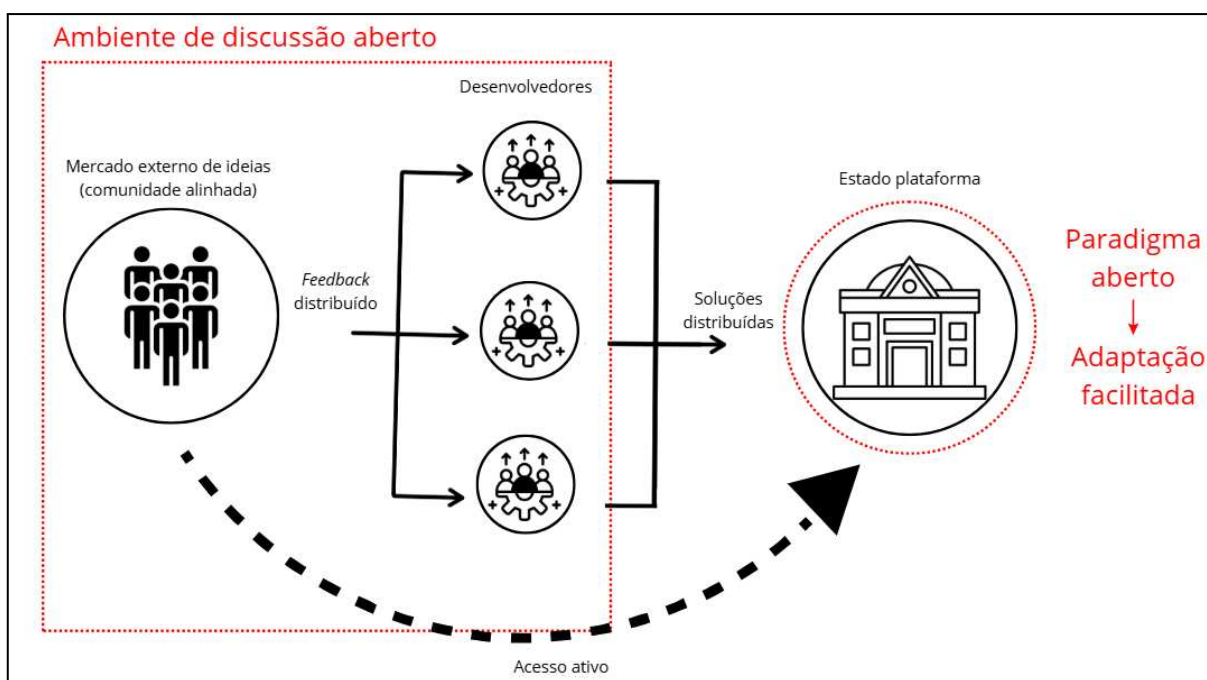 Ambiente de discussão aberto
Desenvolvedores
Mercado externo de ideias
(comunidade alinhada)
Estado plataforma
Feedback
distribuído
Soluções
distribuídas
Paradigma
aberto
Adaptação
facilitada
Acesso ativo